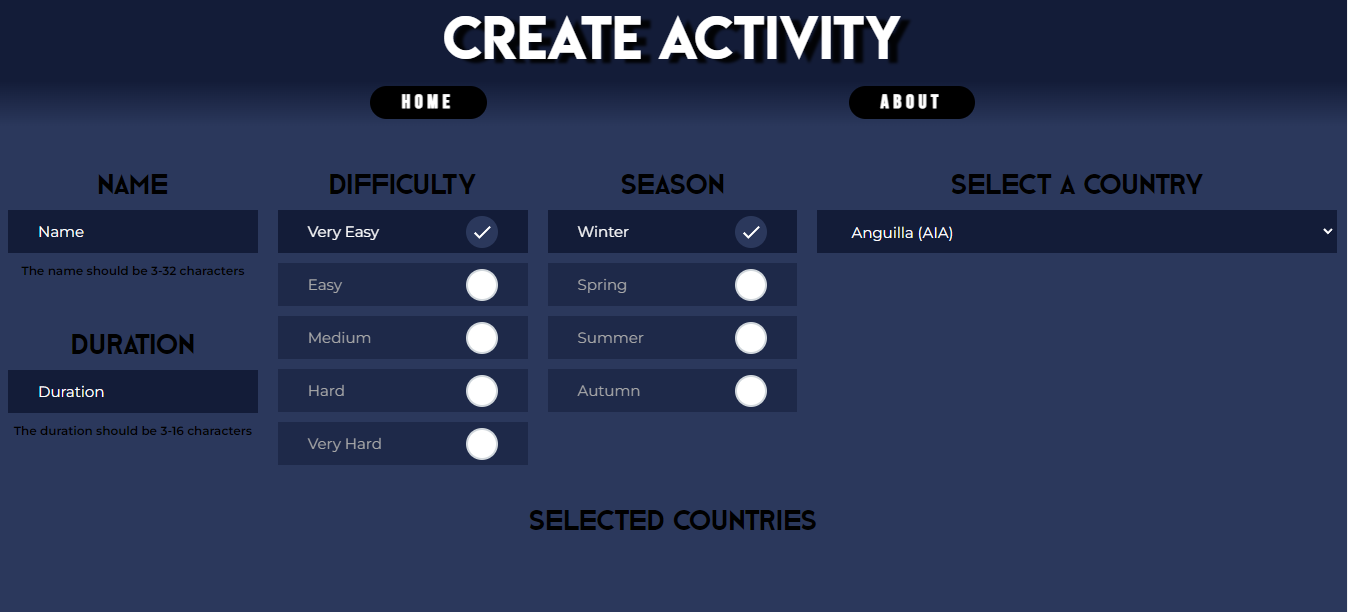 CREATE ACTIVITY
HOME
ABOUT
NAME
Name
The name should be 3-32 characters
DURATION
Duration
The duration should be 3-16 characters
DIFFICULTY
Very Easy
Easy
Medium
Hard
Very Hard
SEASON
Winter
Spring
Summer
Autumn
SELECT A COUNTRY
Anguilla (AIA)
SELECTED COUNTRIES